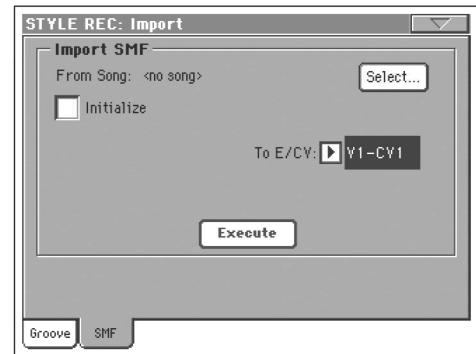 STYLE REC: Import
Import SMF
From Song: <no song>
Select...
Initialize
To E/CV: V1-CV1
Execute
Groove SMF